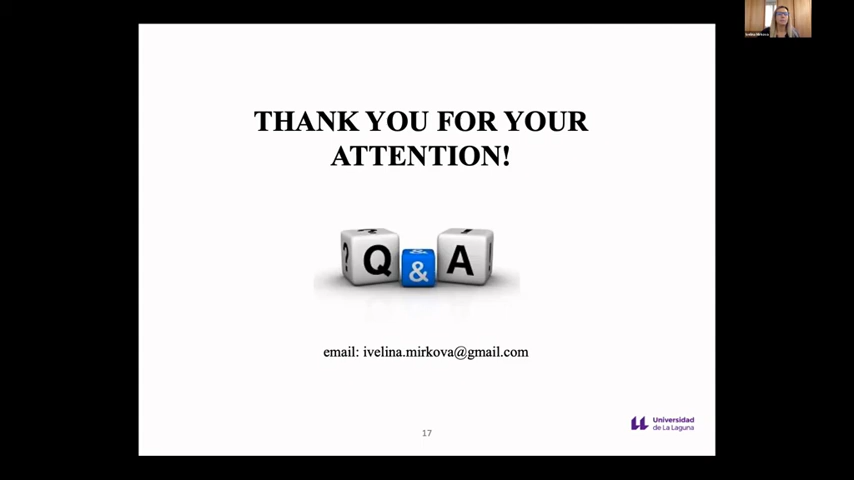 THANK YOU FOR YOUR
ATTENTION!
? ? Q & & A ! !
email: ivelina.mirkova@gmail.com
17
Universidad
de La Laguna